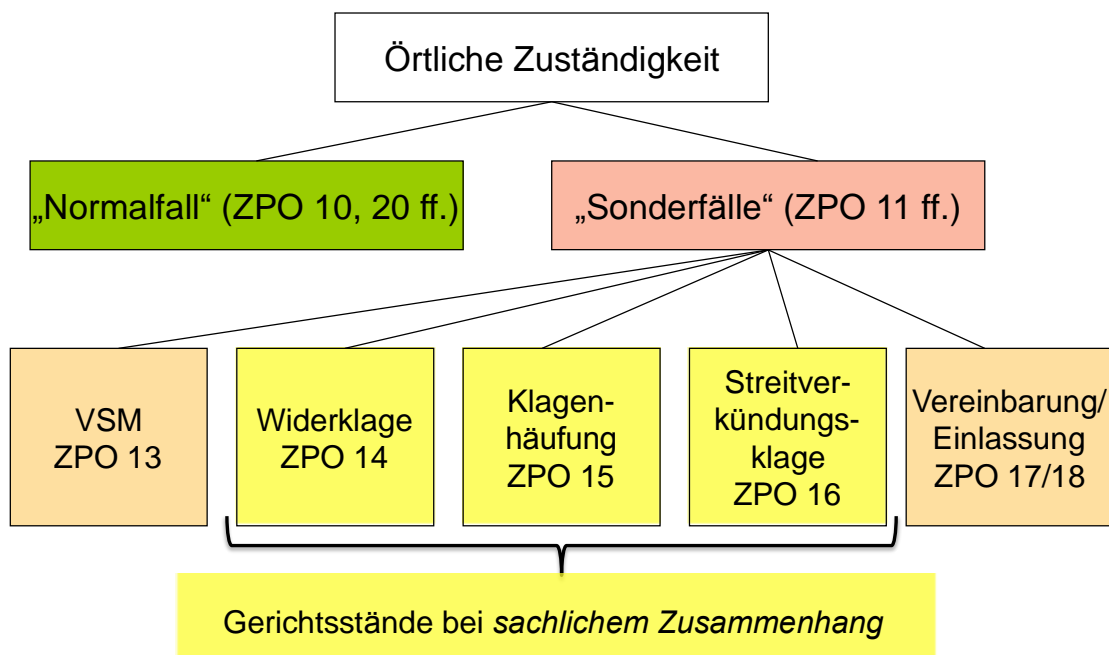 Örtliche Zuständigkeit
„Normalfall“ (ZPO 10, 20 ff.)
„Sonderfälle“ (ZPO 11 ff.)
VSM
ZPO 13
Widerklage
ZPO 14
Klagen-
häufung
ZPO 15
Streitver-
kündungs-
klage
ZPO 16
Vereinbarung/
Einlassung
ZPO 17/18
Gerichtsstände bei sachlichem Zusammenhang